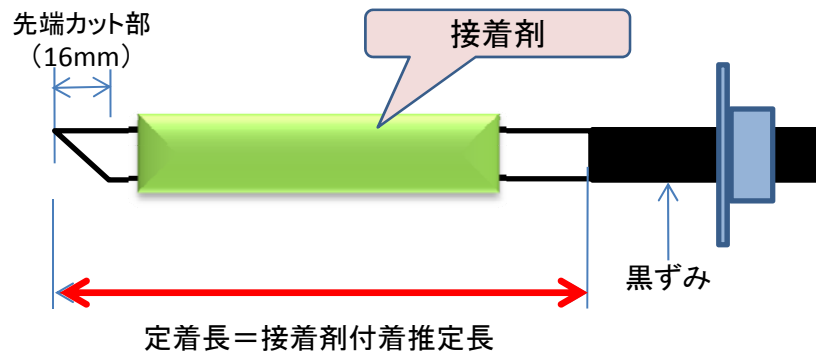 先端カット部
（16mm）
接着剤
黒ずみ
定着長＝接着剤付着推定長